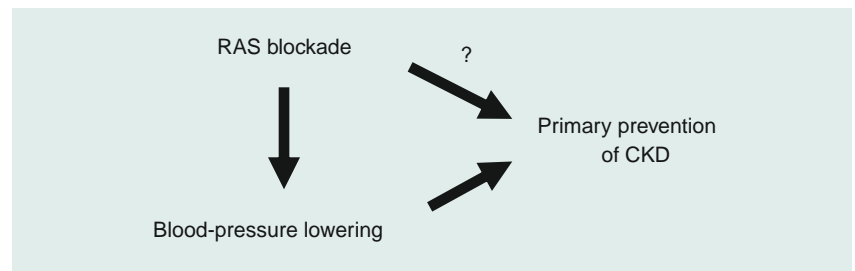 RAS blockade
?
Primary prevention
of CKD
Blood-pressure lowering